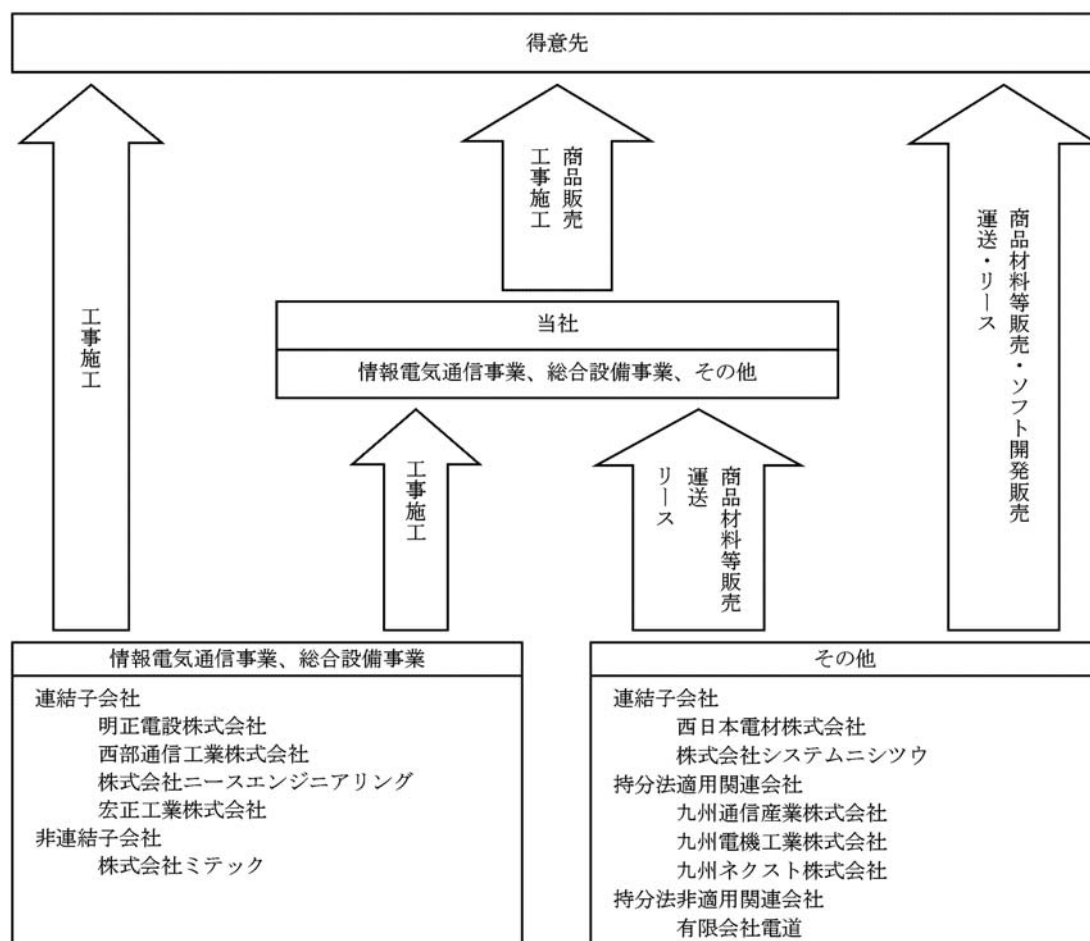 得意先
工事施工
商品販売
工事施工
商品材料等販売・ソフト開発販売
運送・リース
当社
情報電気通信事業、総合設備事業、その他
工事施工
商品材料等販売
運送
リース
情報電気通信事業、総合設備事業
連結子会社
明正電設株式会社
西部通信工業株式会社
株式会社ニースエンジニアリング
宏正工業株式会社
非連結子会社
株式会社ミテック
その他
連結子会社
西日本電材株式会社
株式会社システムニシツウ
持分法適用関連会社
九州通信産業株式会社
九州電機工業株式会社
九州ネクスト株式会社
持分法非適用関連会社
有限会社電道